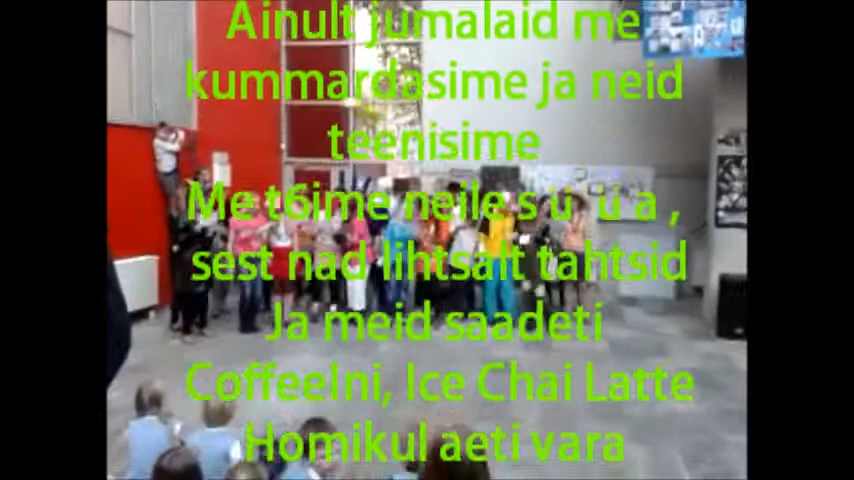 Ainult jumalaid me
kummardasime ja neid
teenisime
Me tõime neile s ü ü a ,
sest nad lihtsalt tahtsid
Ja meid saadeti
CoffeeIni, Ice Chai Latte
Homikul aeti vara